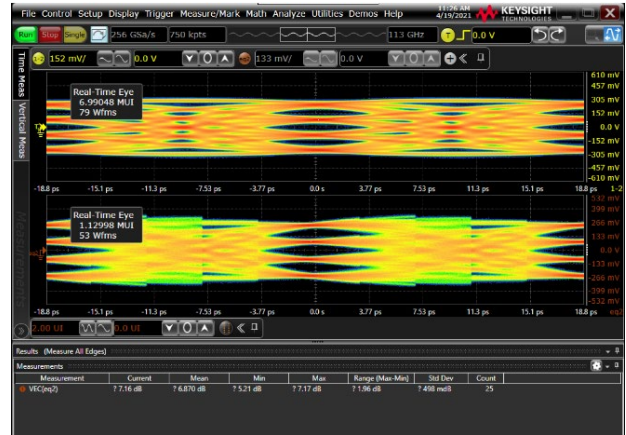 File Control Setup Display Trigger Measure/Mark Math Analyze Utilities Demos Help
11:26 AM
4/19/2021
KEYSIGHT
TECHNOLOGIES
Run Stop Single 256 GSa/s 750 kpts 113 GHz T 0.0 V
1-2 152 mV/ 0.0 V 133 mV/ 0.0 V
Time Meas
Vertical Meas
Measurements
Real-Time Eye
6.99048 MUI
79 Wfms
610 mV
457 mV
305 mV
152 mV
0.0 V
-152 mV
-305 mV
-457 mV
-610 mV
-18.8 ps -15.1 ps -11.3 ps -7.53 ps -3.77 ps 0.0 s 3.77 ps 7.53 ps 11.3 ps 15.1 ps 18.8 ps 1-2
Real-Time Eye
1.12998 MUI
53 Wfms
532 mV
399 mV
266 mV
133 mV
0.0 V
-133 mV
-266 mV
-399 mV
-532 mV
-18.8 ps -15.1 ps -11.3 ps -7.53 ps -3.77 ps 0.0 s 3.77 ps 7.53 ps 11.3 ps 15.1 ps 18.8 ps eq2
2.00 UI 0.0 UI
Results (Measure All Edges)
Measurements
Measurement Current Mean Min Max Range (Max-Min) Std Dev Count
VEC(eq2) ? 7.16 dB ? 6.870 dB ? 5.21 dB ? 7.17 dB ? 1.96 dB ? 498 mdB 25